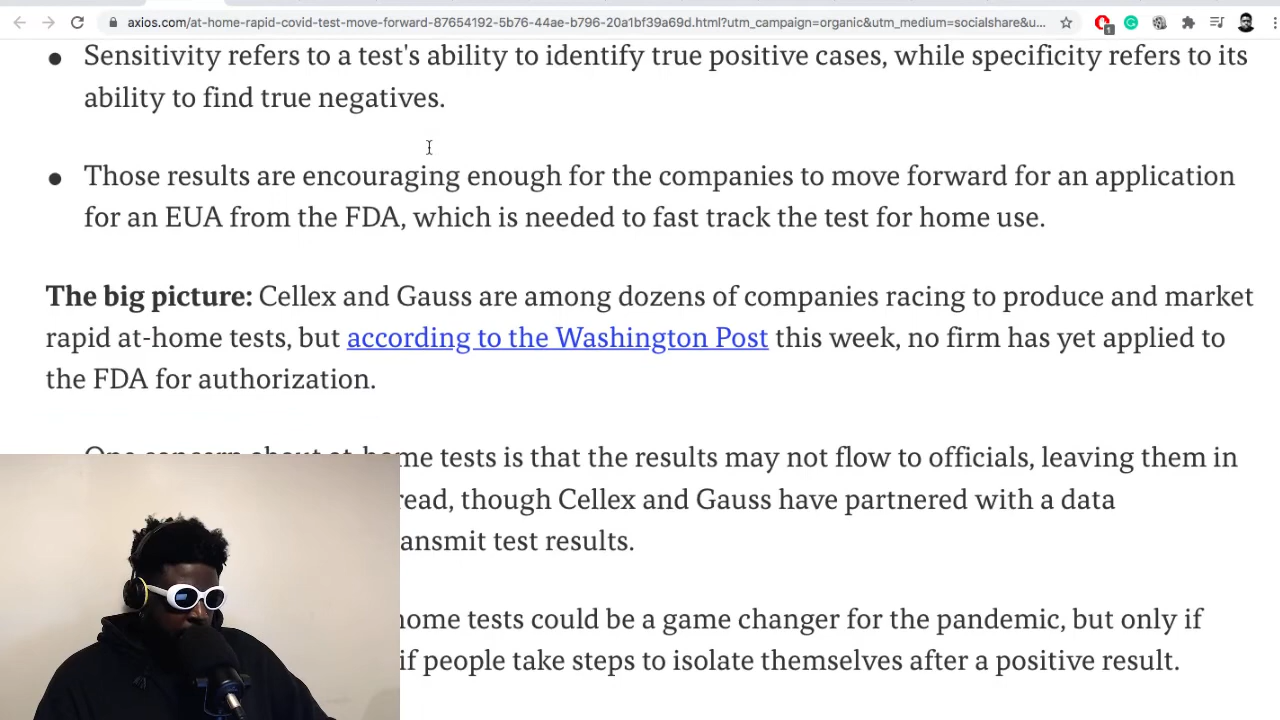 axios.com/at-home-rapid-covid-test-move-forward-87654192-5b76-44ae-b796-20a1bf39a69d.html?utm_campaign=organic&utm_medium=socialshare&u...
Sensitivity refers to a test's ability to identify true positive cases, while specificity refers to its
ability to find true negatives.
Those results are encouraging enough for the companies to move forward for an application
for an EUA from the FDA, which is needed to fast track the test for home use.
The big picture: Cellex and Gauss are among dozens of companies racing to produce and market
rapid at-home tests, but according to the Washington Post this week, no firm has yet applied to
the FDA for authorization.
One concern about at-home tests is that the results may not flow to officials, leaving them in
read, though Cellex and Gauss have partnered with a data
ansmit test results.
home tests could be a game changer for the pandemic, but only if
if people take steps to isolate themselves after a positive result.